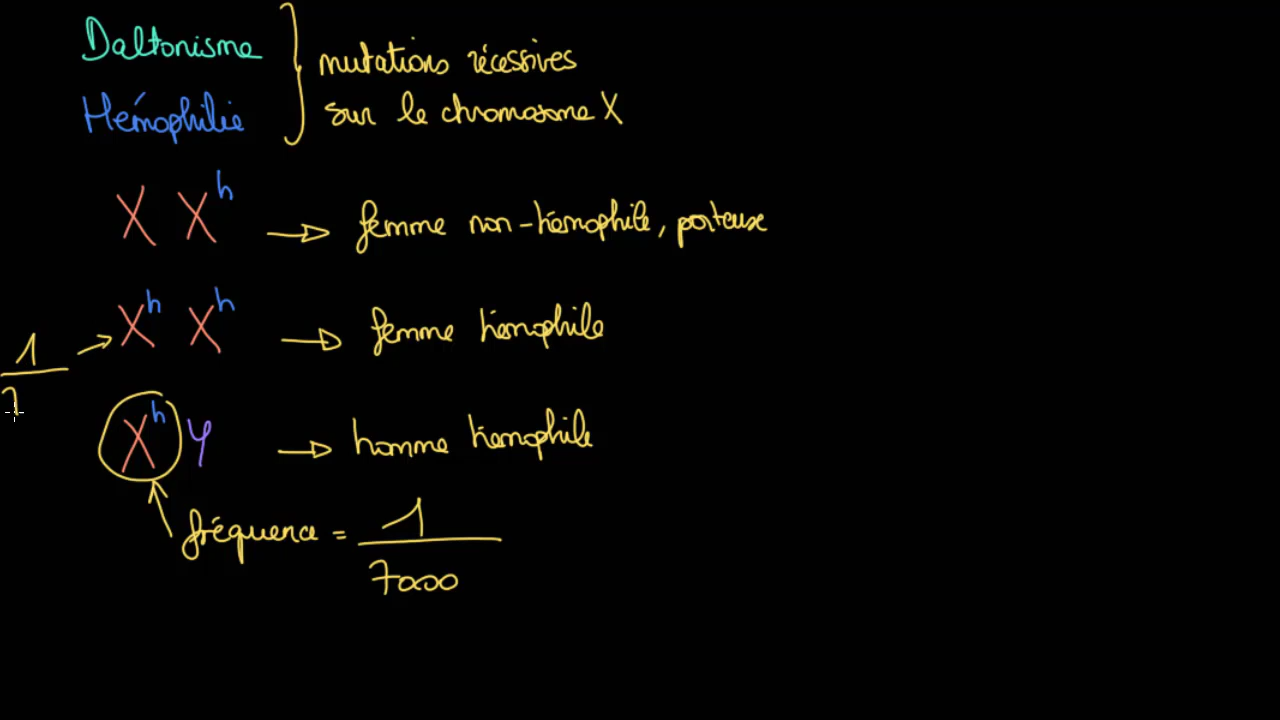 Daltonisme
Hémophilie
mutations récessives
sur le chromosome X
X X^h → femme non-hémophile, porteuse
X^h X^h → femme hémophile
1
7
X^h Y → homme hémophile
fréquence = 1
7000